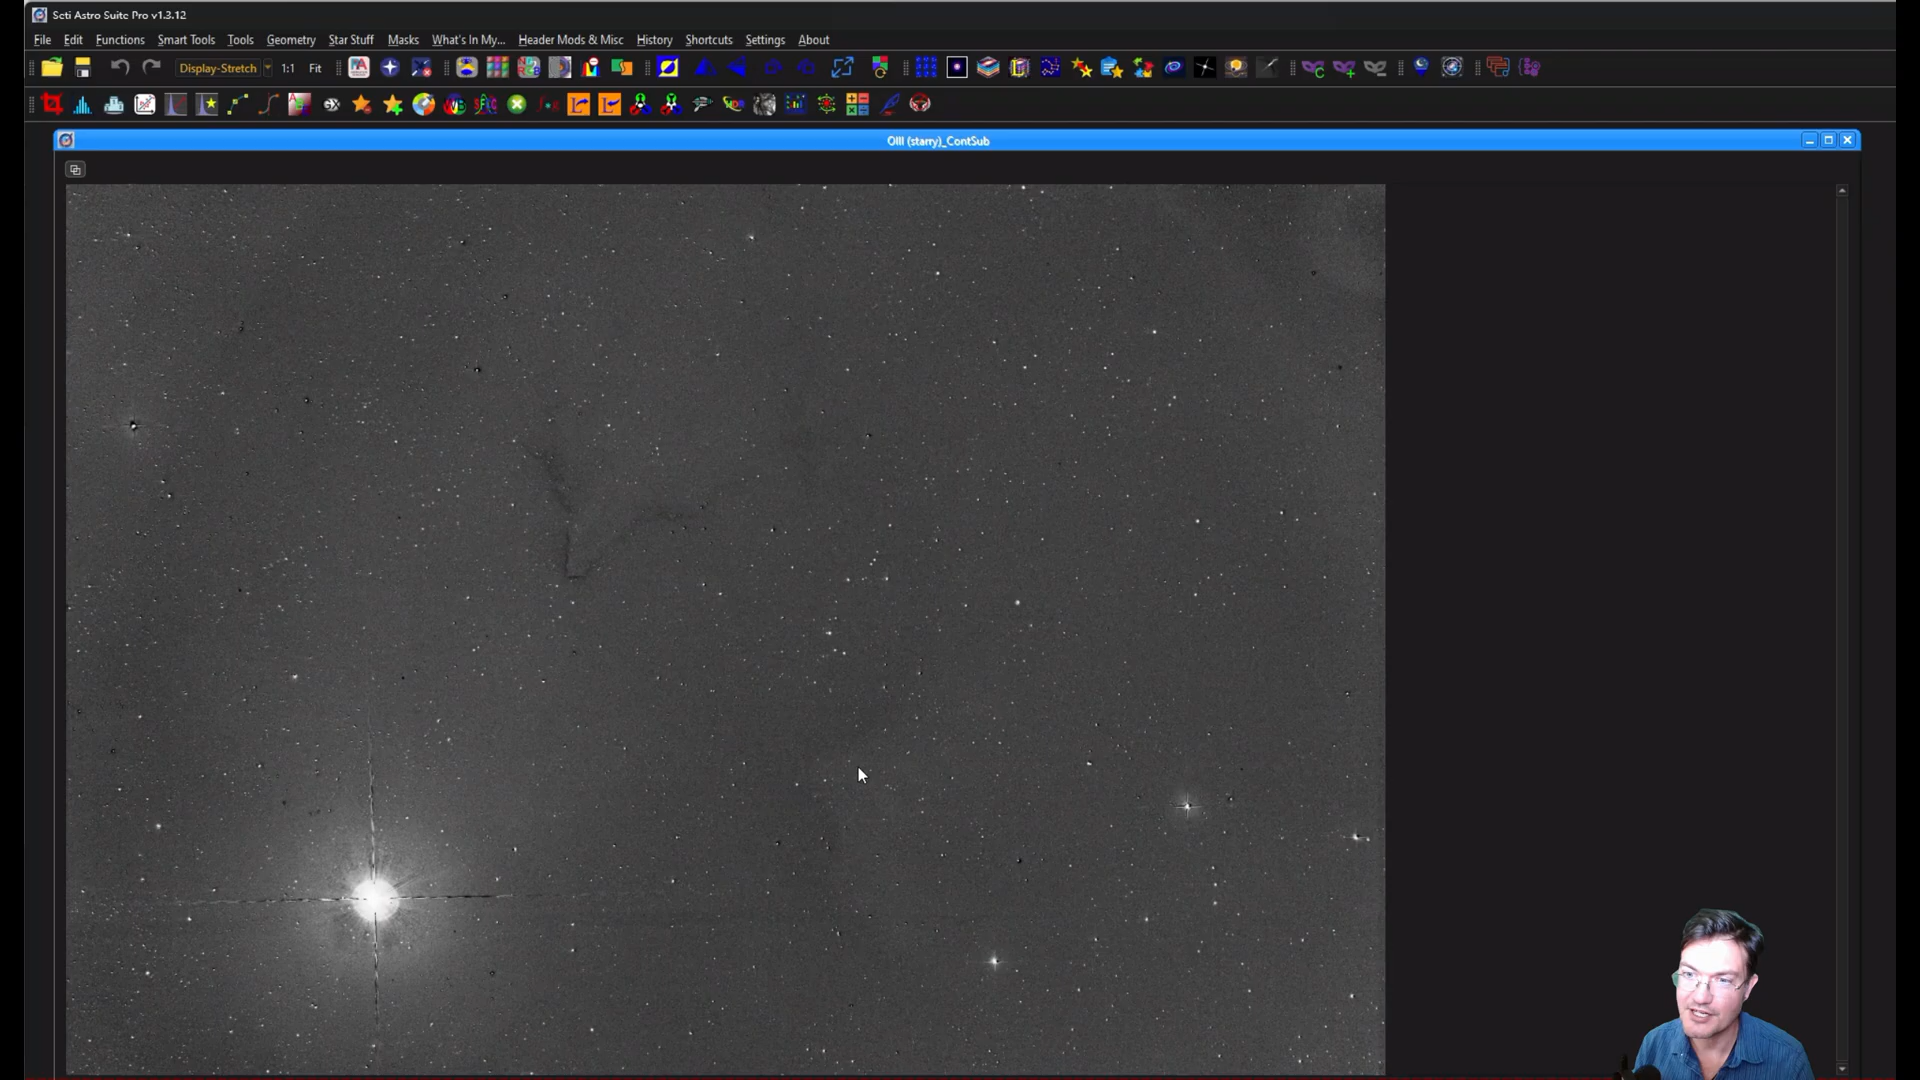 Seti Astro Suite Pro v1.3.12
File Edit Functions Smart Tools Tools Geometry Star Stuff Masks What's In My... Header Mods & Misc History Shortcuts Settings About
Display-Stretch 1:1 Fit
OIII (starry)_ContSub